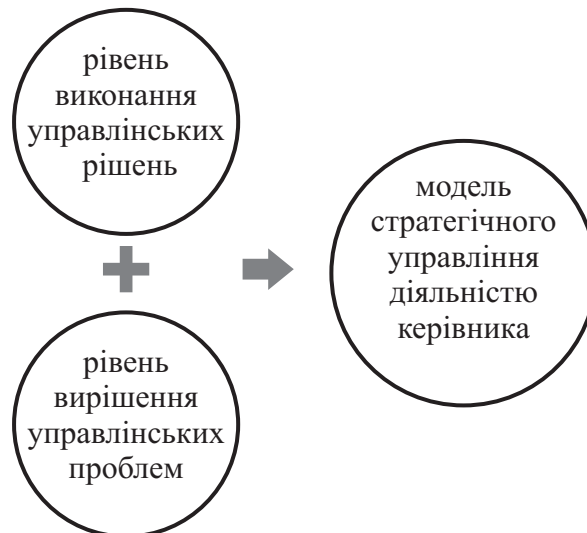 рівень
виконання
управлінських
рішень
модель
стратегічного
управління
діяльністю
керівника
рівень
вирішення
управлінських
проблем